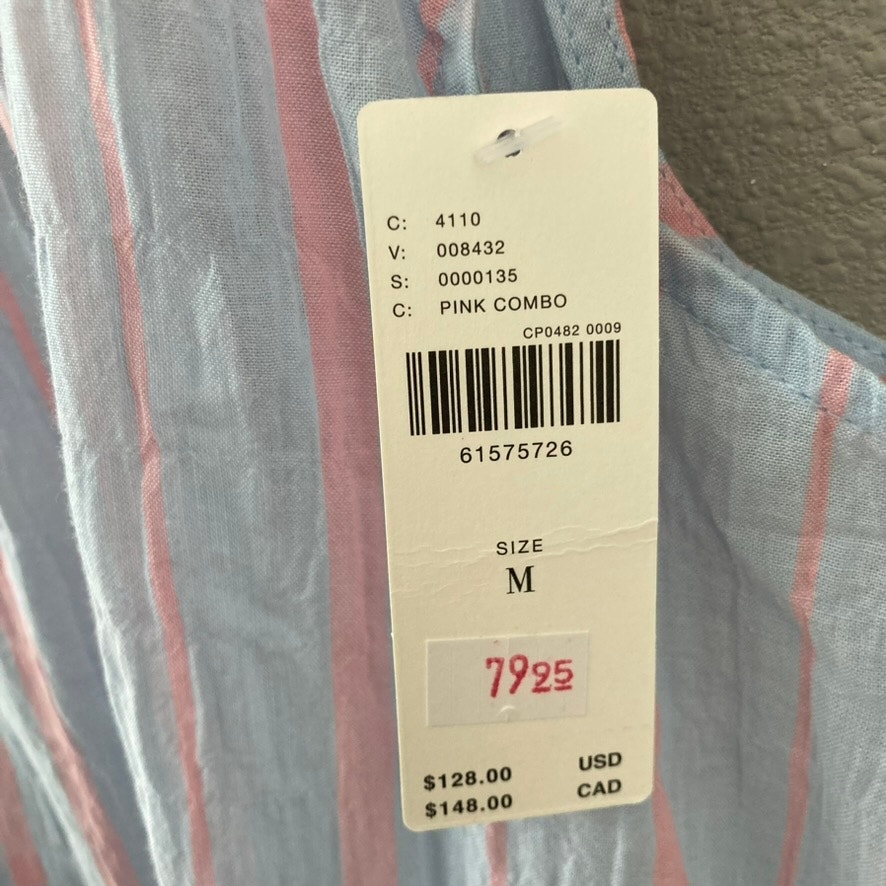 C: 4110
V: 008432
S: 0000135
C: PINK COMBO
CP0482 0009
61575726
SIZE
M
7925
$128.00 USD
$148.00 CAD